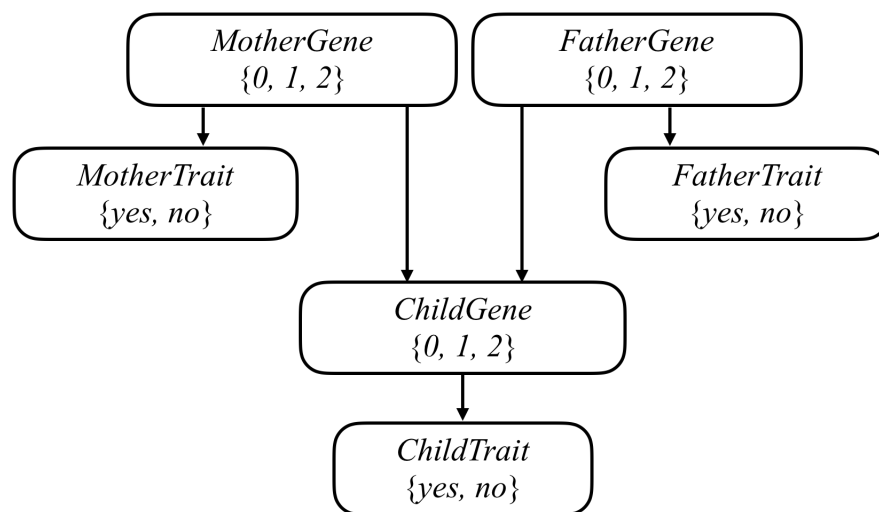 MotherGene
{0, 1, 2}
FatherGene
{0, 1, 2}
MotherTrait
{yes, no}
FatherTrait
{yes, no}
ChildGene
{0, 1, 2}
ChildTrait
{yes, no}